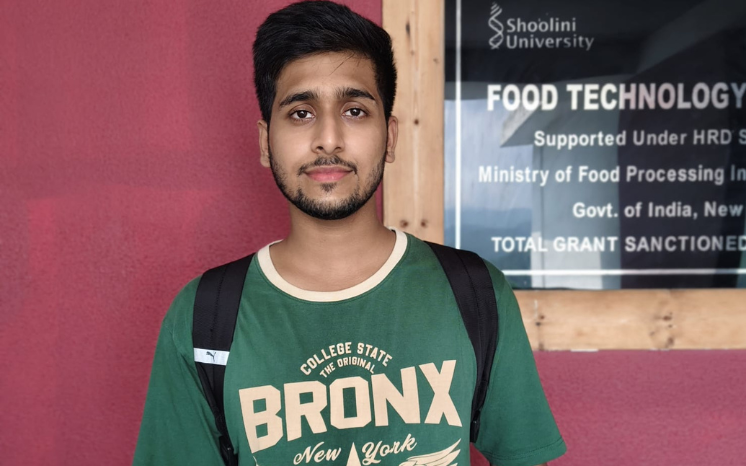 Shoolini
University
FOOD TECHNOLOGY
Supported Under HRD S
Ministry of Food Processing In
Govt. of India, New
TOTAL GRANT SANCTIONED
COLLEGE STATE
THE ORIGINAL
BRONX
New York